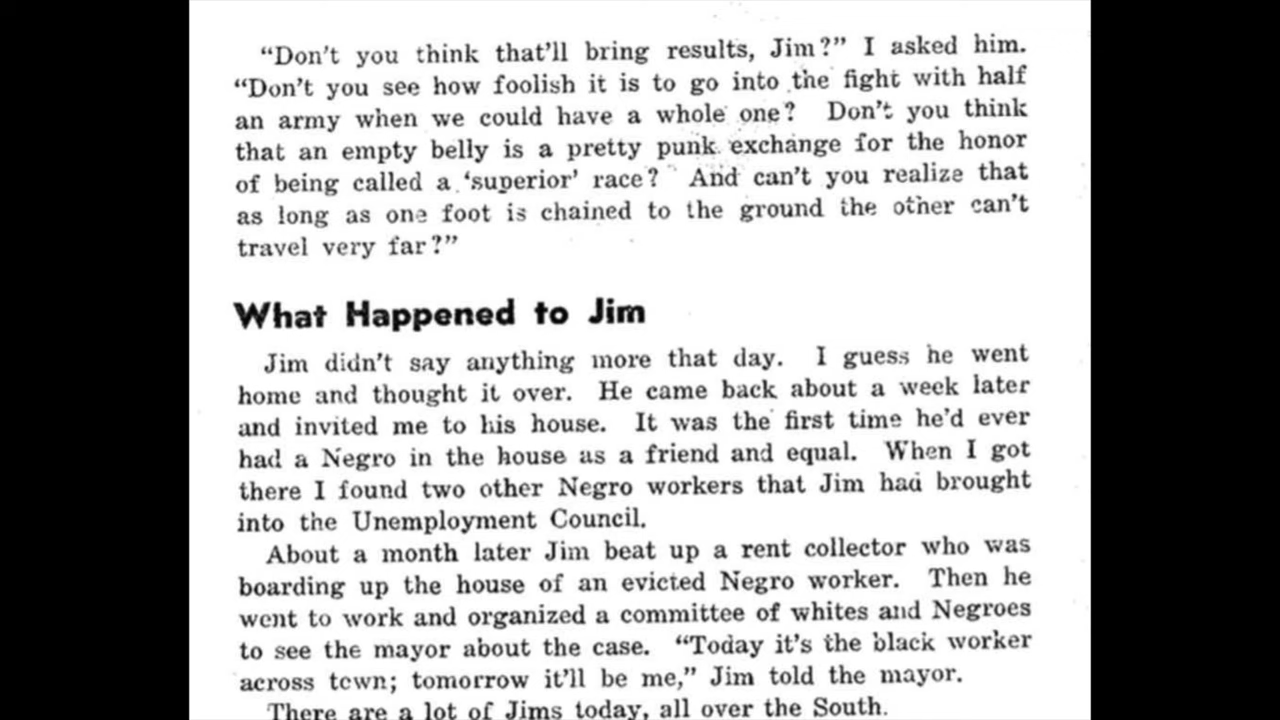 “Don't you think that'll bring results, Jim?” I asked him.
“Don't you see how foolish it is to go into the fight with half
an army when we could have a whole one? Don't you think
that an empty belly is a pretty punk exchange for the honor
of being called a ‘superior’ race? And can't you realize that
as long as one foot is chained to the ground the other can't
travel very far?”
What Happened to Jim
Jim didn't say anything more that day. I guess he went
home and thought it over. He came back about a week later
and invited me to his house. It was the first time he'd ever
had a Negro in the house as a friend and equal. When I got
there I found two other Negro workers that Jim had brought
into the Unemployment Council.
About a month later Jim beat up a rent collector who was
boarding up the house of an evicted Negro worker. Then he
went to work and organized a committee of whites and Negroes
to see the mayor about the case. “Today it's the black worker
across town; tomorrow it'll be me,” Jim told the mayor.
There are a lot of Jims today, all over the South.